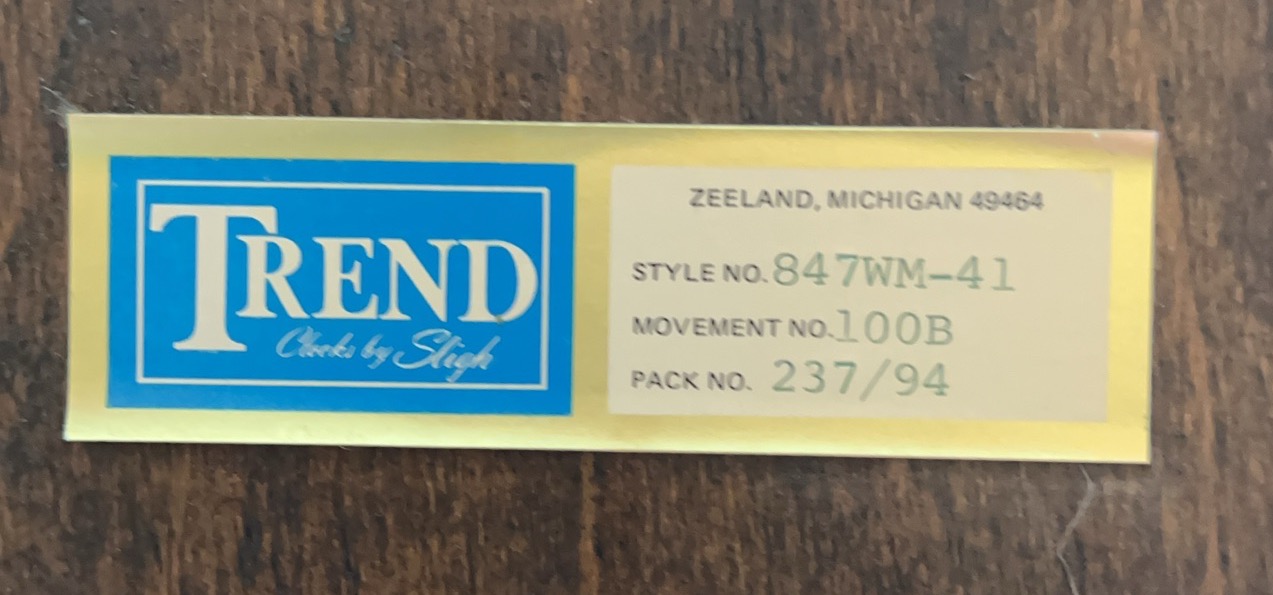 TREND
Clocks by Sligh
ZEELAND, MICHIGAN 49464
STYLE NO. 847WM-41
MOVEMENT NO. 100B
PACK NO. 237/94